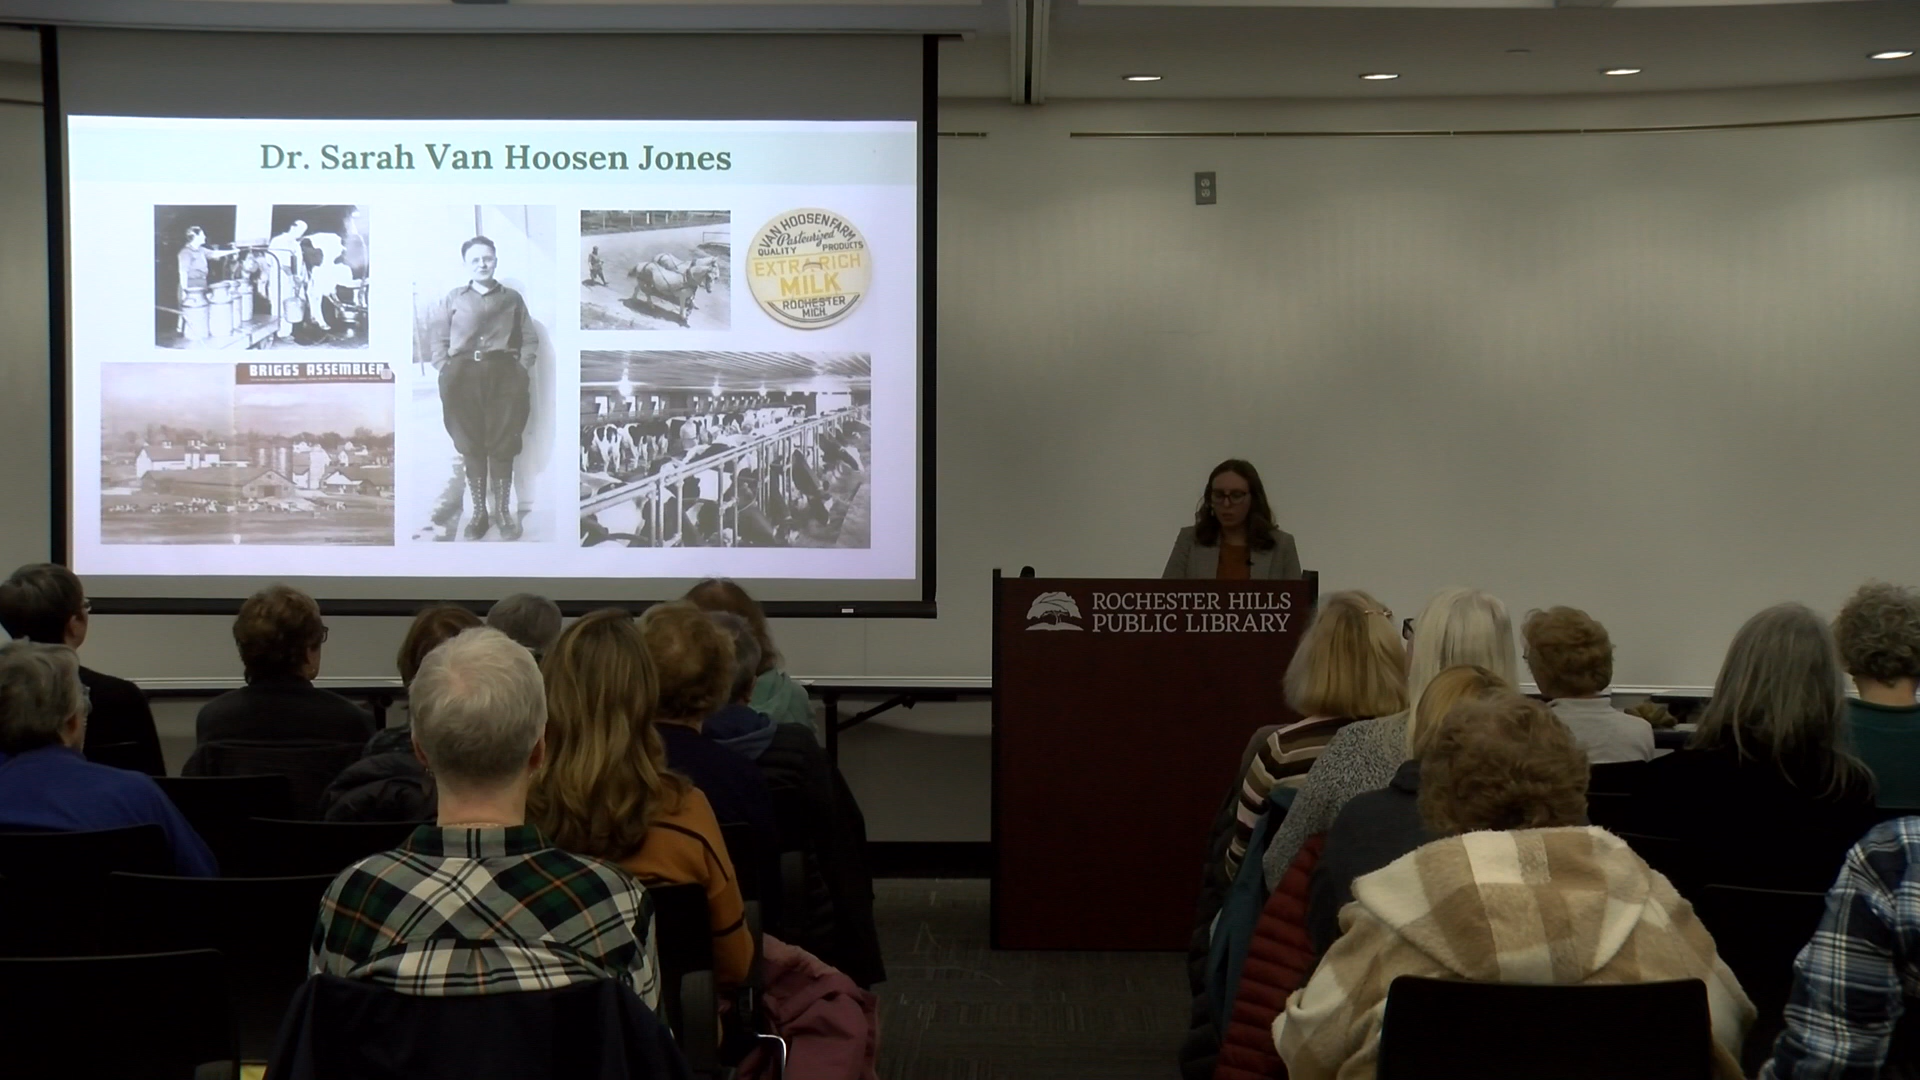 Dr. Sarah Van Hoosen Jones
VAN HOOSEN FARM
Pasteurized
QUALITY PRODUCTS
EXTRA RICH
MILK
ROCHESTER
MICH.
BRIGGS ASSEMBLER
ROCHESTER HILLS
PUBLIC LIBRARY